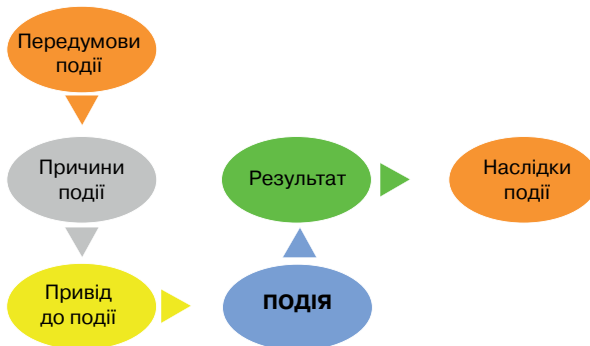 Передумови
події
Причини
події
Привід
до події
ПОДІЯ
Результат
Наслідки
події